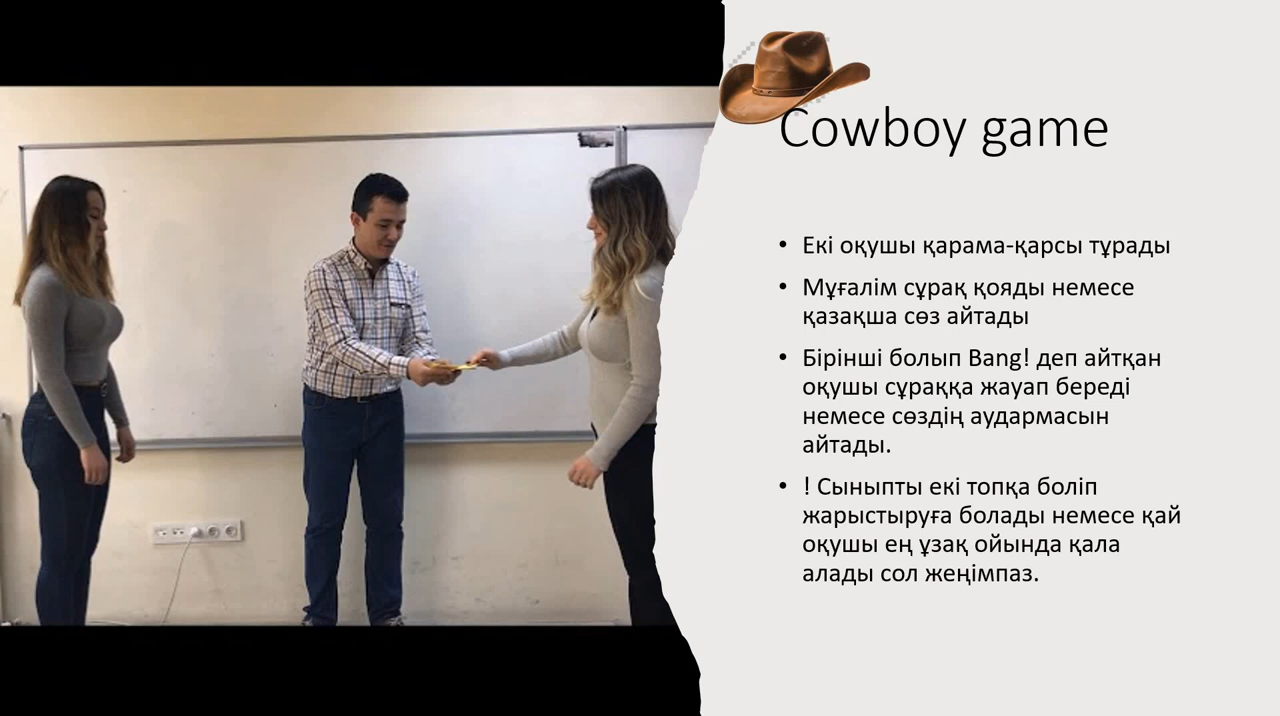 Cowboy game
• Екі оқушы қарама-қарсы тұрады
• Мұғалім сұрақ қояды немесе
қазақша сөз айтады
• Бірінші болып Bang! деп айтқан
оқушы сұраққа жауап береді
немесе сөздің аудармасын
айтады.
• ! Сыныпты екі топқа боліп
жарыстыруға болады немесе қай
оқушы ең ұзақ ойында қала
алады сол жеңімпаз.